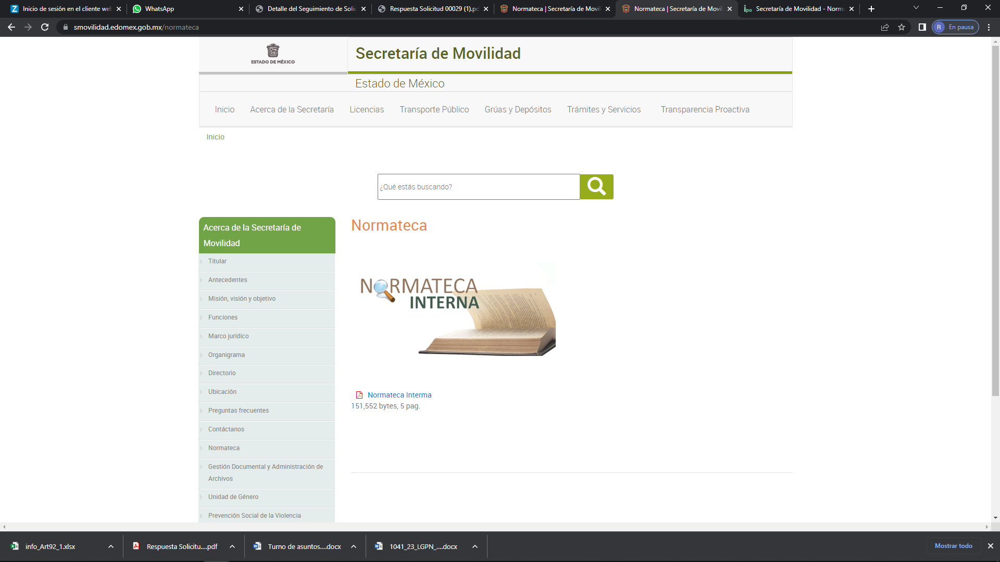 Inicio de sesión en el cliente we
WhatsApp
Detalle del Seguimiento de Solic
Respuesta Solicitud 00029 (1).pd
Normateca | Secretaría de Movil
Normateca | Secretaría de Movil
Secretaría de Movilidad - Norma
smovilidad.edomex.gob.mx/normateca
R En pausa
ESTADO DE MÉXICO
Secretaría de Movilidad
Estado de México
Inicio Acerca de la Secretaría Licencias Transporte Público Grúas y Depósitos Trámites y Servicios Transparencia Proactiva
Inicio
¿Qué estás buscando?
Acerca de la Secretaría de
Movilidad
Titular
Antecedentes
Misión, visión y objetivo
Funciones
Marco jurídico
Organigrama
Directorio
Ubicación
Preguntas frecuentes
Contáctanos
Normateca
Gestión Documental y Administración de
Archivos
Unidad de Género
Prevención Social de la Violencia
Normateca
NORMATECA
INTERNA
Normateca Interma
151,552 bytes, 5 pag.
info_Art92_1.xlsx
Respuesta Solicitu....pdf
Turno de asuntos....docx
1041_23_LGPN_....docx
Mostrar todo